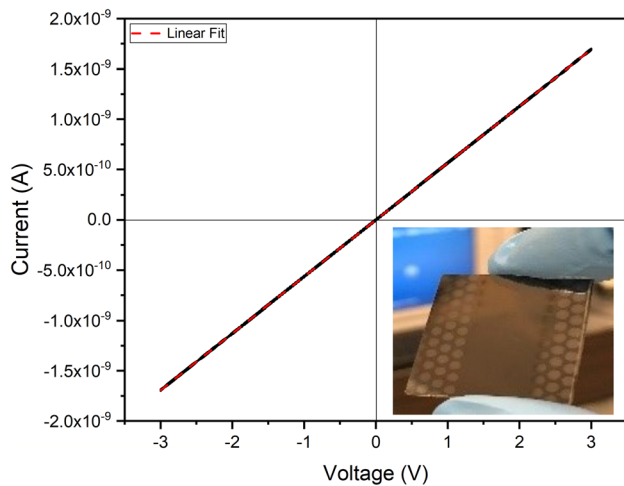 Linear Fit
2.0x10⁻⁹
1.5x10⁻⁹
1.0x10⁻⁹
5.0x10⁻¹⁰
0.0
-5.0x10⁻¹⁰
-1.0x10⁻⁹
-1.5x10⁻⁹
-2.0x10⁻⁹
Current (A)
-3 -2 -1 0 1 2 3
Voltage (V)